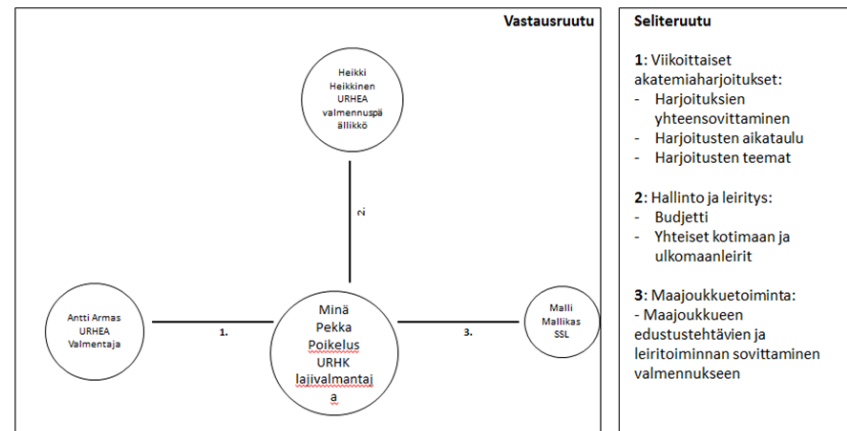 Vastausruutu
Heikki
Heikkinen
URHEA
valmennuspä
ällikkö
2.
Antti Armas
URHEA
Valmentaja
1.
Minä
Pekka
Poikelus
URHK
lajivalmantaj
a
3.
Malli
Mallikas
SSL
Seliteruutu
1: Viikoittaiset
akatemiaharjoitukset:
- Harjoituksien
yhteensovittaminen
- Harjoitusten aikataulu
- Harjoitusten teemat
2: Hallinto ja leiritys:
- Budjetti
- Yhteiset kotimaan ja
ulkomaanleirit
3: Maajoukkuetoiminta:
- Maajoukkueen
edustustehtävien ja
leiritoiminnan sovittaminen
valmennukseen